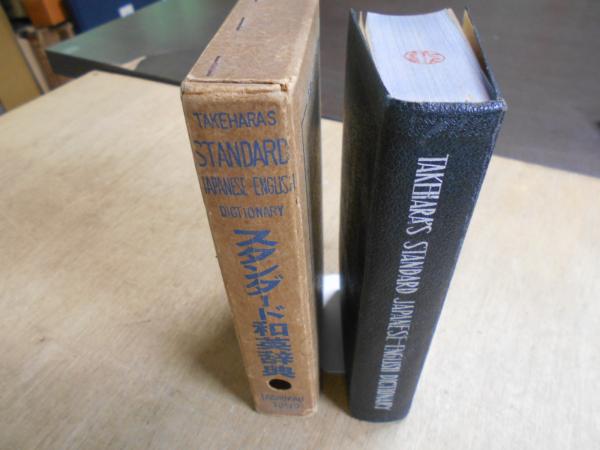 TAKEHARA'S
STANDARD
JAPANESE-ENGLISH
DICTIONARY
スタンダード和英辞典
TAKEHARA'S STANDARD JAPANESE-ENGLISH DICTIONARY